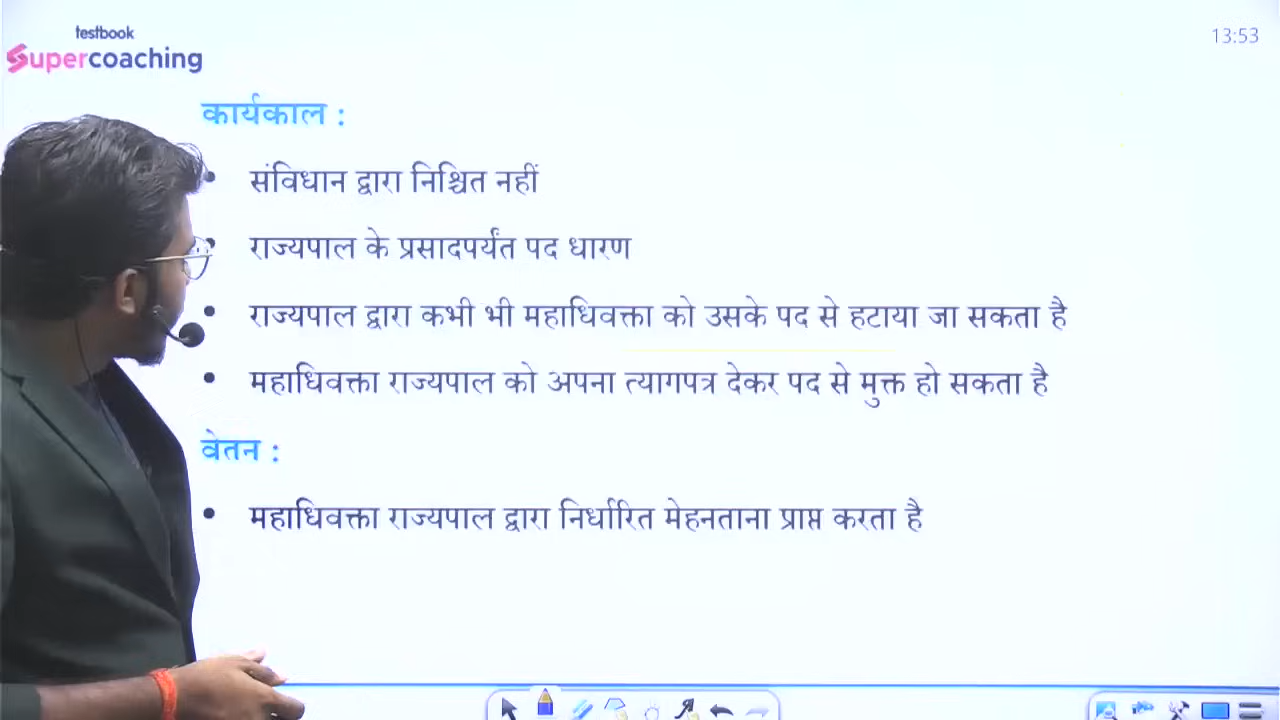 testbook
Supercoaching
13:53
कार्यकाल :
• संविधान द्वारा निश्चित नहीं
• राज्यपाल के प्रसादपर्यंत पद धारण
• राज्यपाल द्वारा कभी भी महाधिवक्ता को उसके पद से हटाया जा सकता है
• महाधिवक्ता राज्यपाल को अपना त्यागपत्र देकर पद से मुक्त हो सकता है
वेतन :
• महाधिवक्ता राज्यपाल द्वारा निर्धारित मेहनताना प्राप्त करता है